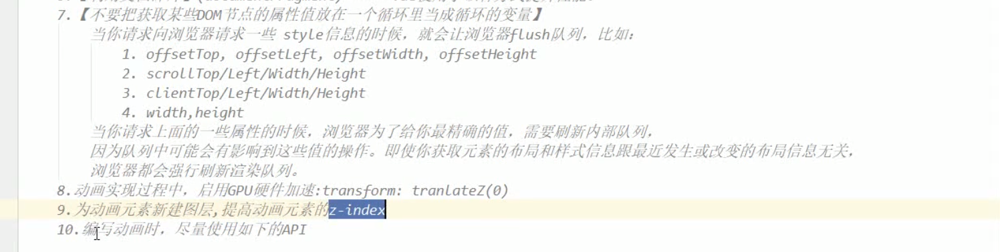 7.【不要把获取某些DOM节点的属性值放在一个循环里当成循环的变量】
当你请求向浏览器请求一些 style信息的时候，就会让浏览器flush队列，比如：
1. offsetTop, offsetLeft, offsetWidth, offsetHeight
2. scrollTop/Left/Width/Height
3. clientTop/Left/Width/Height
4. width,height
当你请求上面的一些属性的时候，浏览器为了给你最精确的值，需要刷新内部队列，
因为队列中可能会有影响到这些值的操作。即使你获取元素的布局和样式信息跟最近发生或改变的布局信息无关，
浏览器都会强行刷新渲染队列。
8.动画实现过程中，启用GPU硬件加速:transform: tranlateZ(0)
9.为动画元素新建图层,提高动画元素的z-index
10.编写动画时，尽量使用如下的API